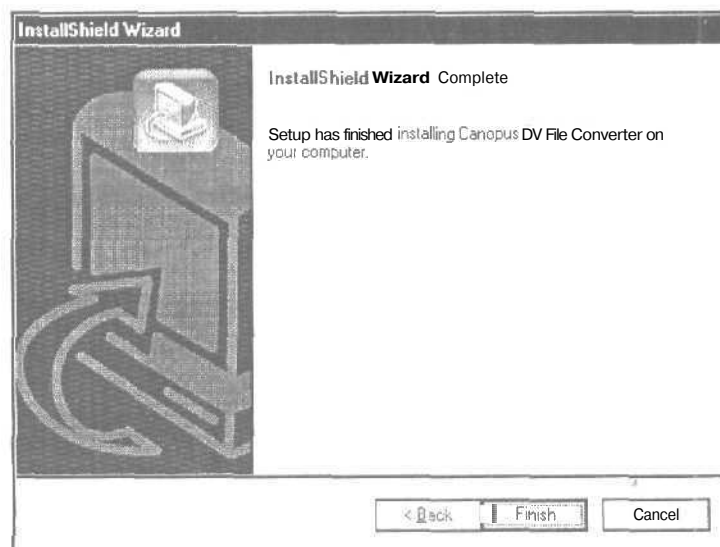 InstallShield Wizard
InstallShield Wizard Complete
Setup has finished installing Canopus DV File Converter on
your computer.
< Back
Finish
Cancel